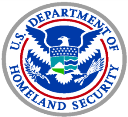 U.S. DEPARTMENT OF
HOMELAND SECURITY